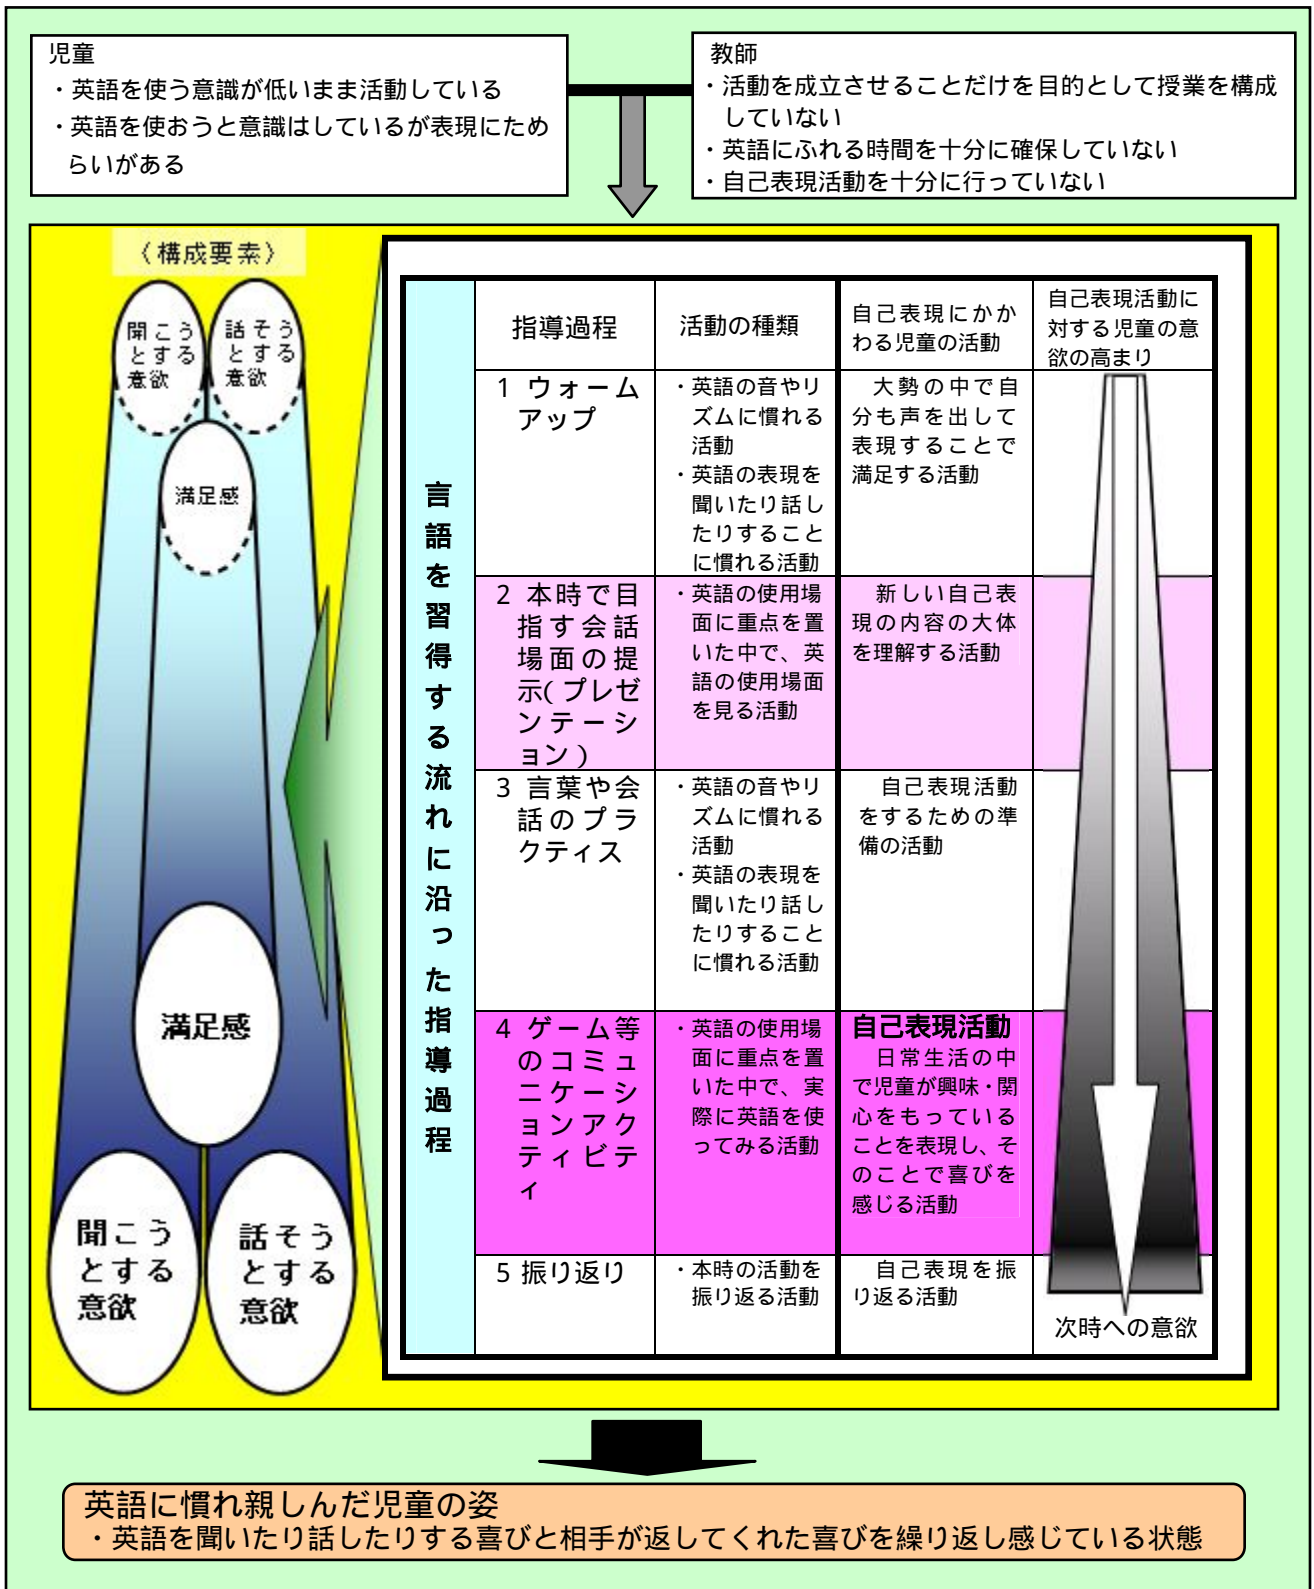 児童
・英語を使う意識が低いまま活動している
・英語を使おうと意識はしているが表現にため
らいがある
教師
・活動を成立させることだけを目的として授業を構成
していない
・英語にふれる時間を十分に確保していない
・自己表現活動を十分に行っていない
〈構成要素〉
聞こう
とする
意欲
話そう
とする
意欲
満足感
満足感
聞こう
とする
意欲
話そう
とする
意欲
言語を習得する流れに沿った指導過程
指導過程
活動の種類
自己表現にかか
わる児童の活動
自己表現活動に
対する児童の意
欲の高まり
1 ウォーム
アップ
・英語の音やリ
ズムに慣れる
活動
・英語の表現を
聞いたり話し
たりすること
に慣れる活動
大勢の中で自
分も声を出して
表現することで
満足する活動
2 本時で目
指す会話
場面の提
示(プレゼ
ンテーシ
ョン)
・英語の使用場
面に重点を置
いた中で、英
語の使用場面
を見る活動
新しい自己表
現の内容の大体
を理解する活動
3 言葉や会
話のプラ
クティス
・英語の音やリ
ズムに慣れる
活動
・英語の表現を
聞いたり話し
たりすること
に慣れる活動
自己表現活動
をするための準
備の活動
4 ゲーム等
のコミュ
ニケーシ
ョンアク
ティビテ
ィ
・英語の使用場
面に重点を置
いた中で、実
際に英語を使
ってみる活動
自己表現活動
日常生活の中
で児童が興味・関
心をもっている
ことを表現し、そ
のことで喜びを
感じる活動
5 振り返り
・本時の活動を
振り返る活動
自己表現を振
り返る活動
次時への意欲
英語に慣れ親しんだ児童の姿
・英語を聞いたり話したりする喜びと相手が返してくれた喜びを繰り返し感じている状態